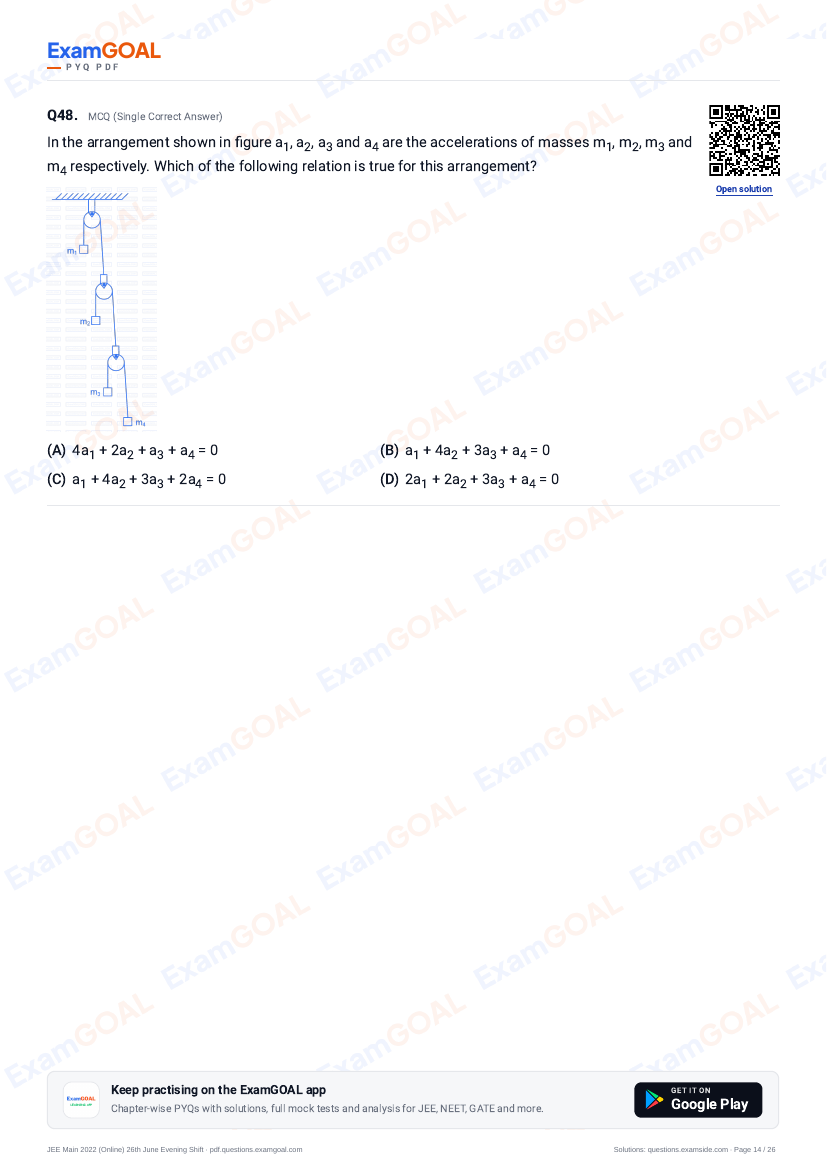 ExamGOAL
PYQ PDF
Q48. MCQ (Single Correct Answer)
In the arrangement shown in figure a₁, a₂, a₃ and a₄ are the accelerations of masses m₁, m₂, m₃ and
m₄ respectively. Which of the following relation is true for this arrangement?
Open solution
m₁
m₂
m₃
m₄
(A) 4a₁ + 2a₂ + a₃ + a₄ = 0
(B) a₁ + 4a₂ + 3a₃ + a₄ = 0
(C) a₁ + 4a₂ + 3a₃ + 2a₄ = 0
(D) 2a₁ + 2a₂ + 3a₃ + a₄ = 0
ExamGOAL
Keep practising on the ExamGOAL app
Chapter-wise PYQs with solutions, full mock tests and analysis for JEE, NEET, GATE and more.
GET IT ON
Google Play
JEE Main 2022 (Online) 26th June Evening Shift · pdf.questions.examgoal.com
Solutions: questions.examside.com · Page 14 / 26